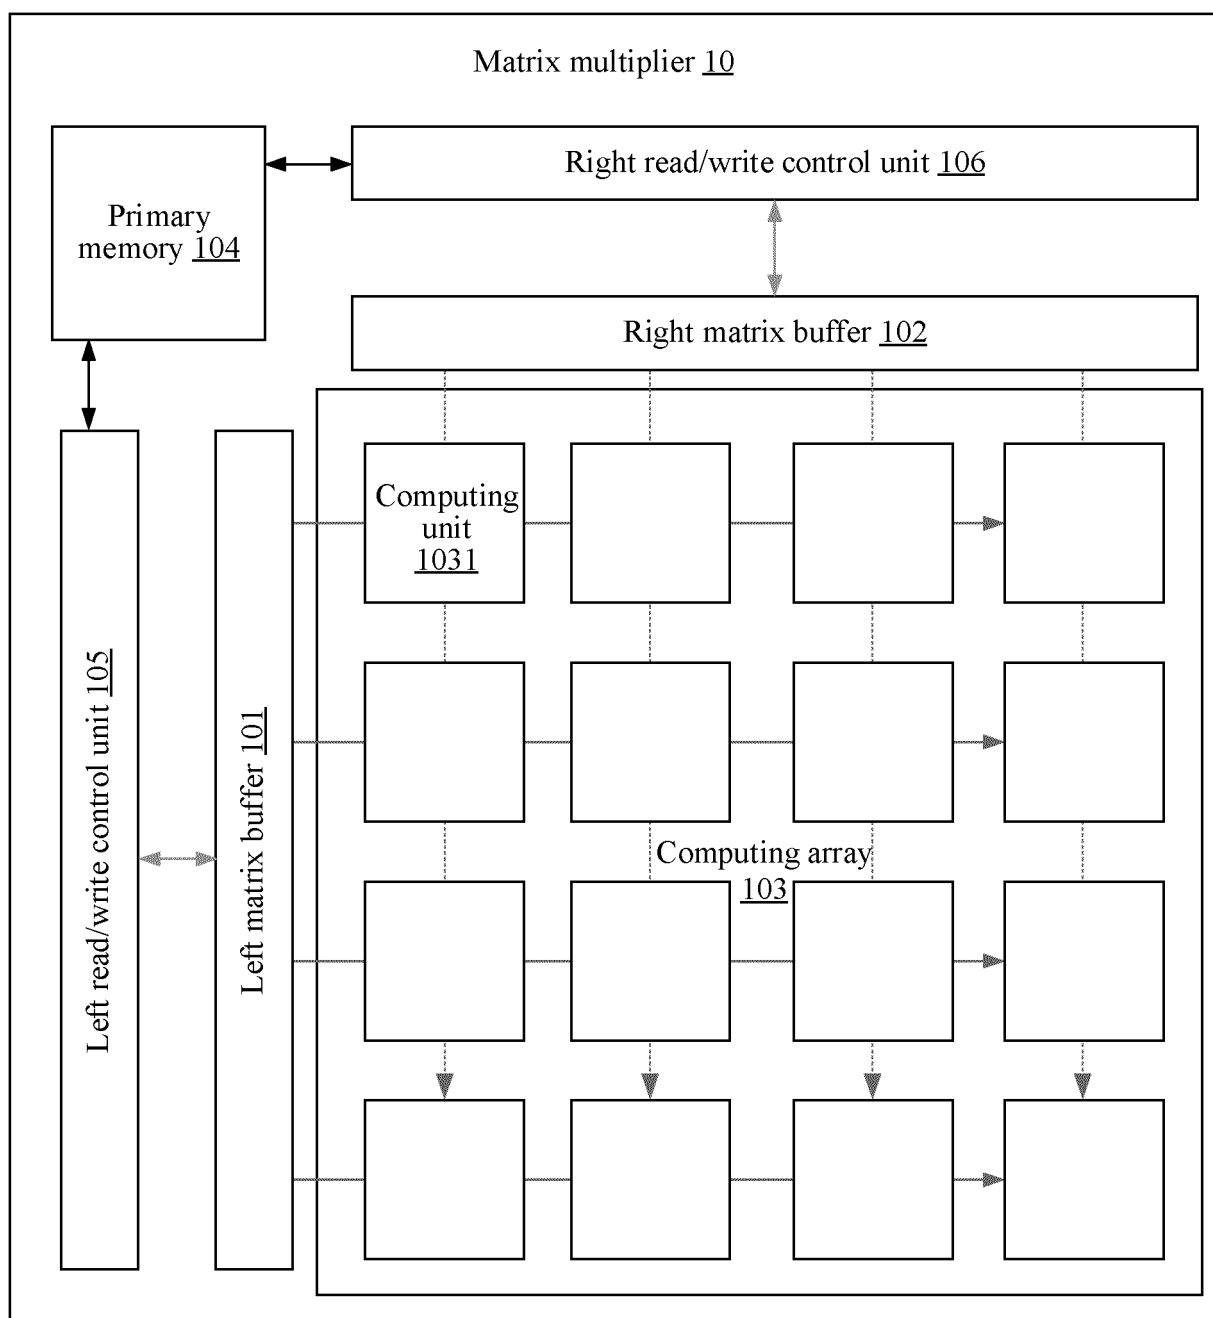 Matrix multiplier 10
Primary
memory 104
Right read/write control unit 106
Right matrix buffer 102
Left read/write control unit 105
Left matrix buffer 101
Computing
unit
1031
Computing array
103